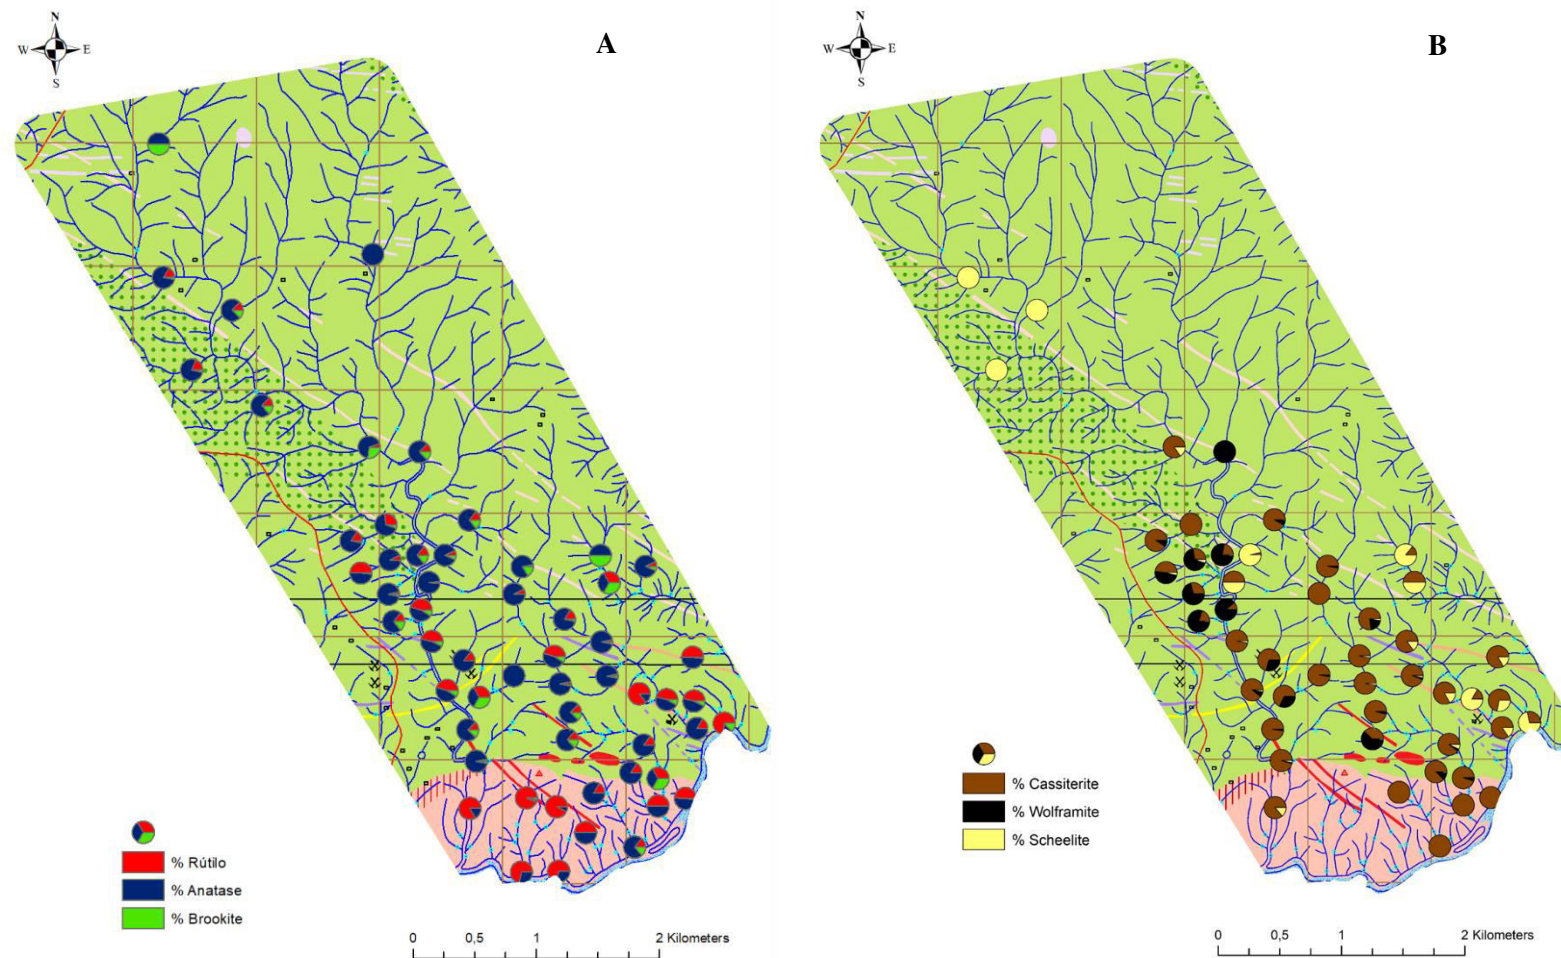 N
W E
S
A
% Rútilo
% Anatase
% Brookite
0 0,5 1 2 Kilometers
N
W E
S
B
% Cassiterite
% Wolframite
% Scheelite
0 0,5 1 2 Kilometers